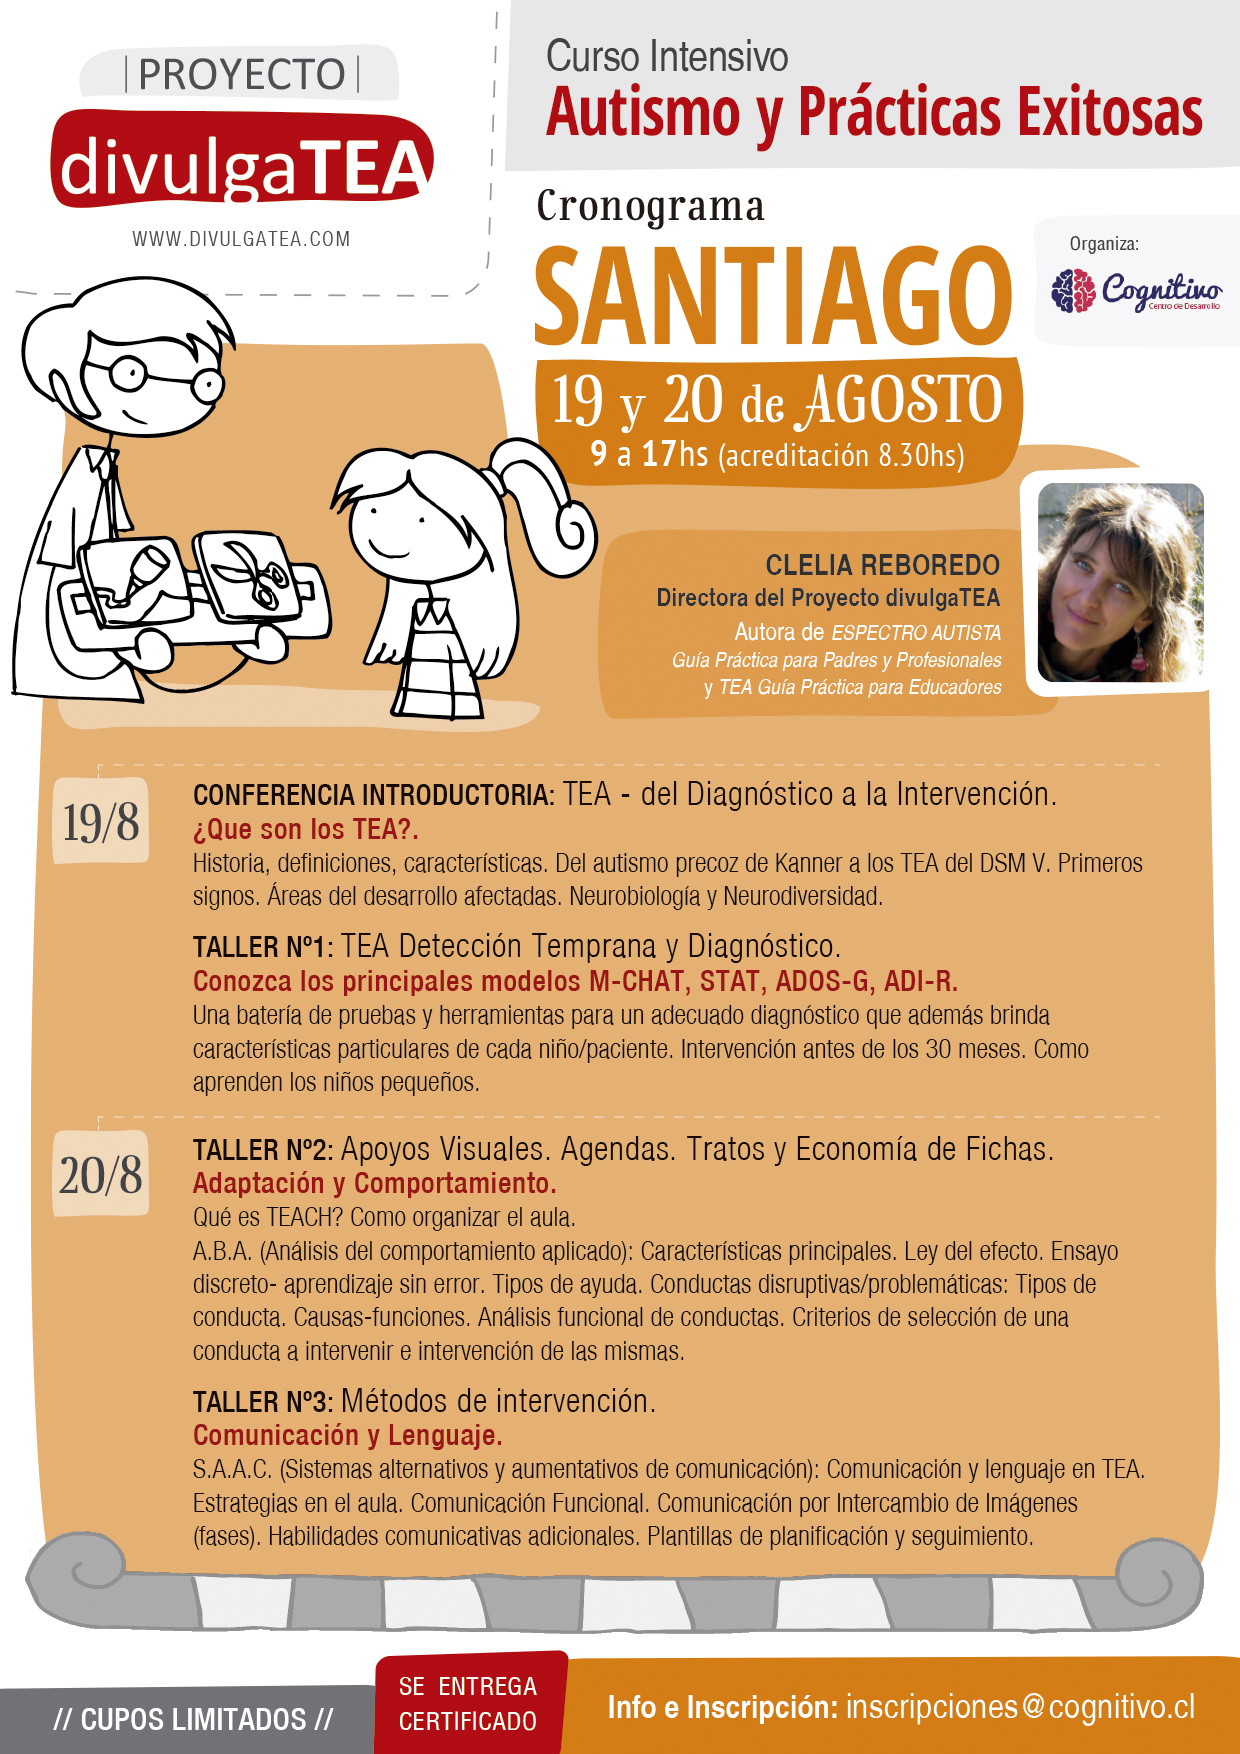 |PROYECTO|
divulgaTEA
WWW.DIVULGATEA.COM
Curso Intensivo
Autismo y Prácticas Exitosas
Cronograma
SANTIAGO
19 y 20 de AGOSTO
9 a 17hs (acreditación 8.30hs)
Organiza:
Cognitivo
Centro de Desarrollo
CLELIA REBOREDO
Directora del Proyecto divulgaTEA
Autora de ESPECTRO AUTISTA
Guía Práctica para Padres y Profesionales
y TEA Guía Práctica para Educadores
19/8
CONFERENCIA INTRODUCTORIA: TEA - del Diagnóstico a la Intervención.
¿Que son los TEA?.
Historia, definiciones, características. Del autismo precoz de Kanner a los TEA del DSM V. Primeros
signos. Áreas del desarrollo afectadas. Neurobiología y Neurodiversidad.
TALLER Nº1: TEA Detección Temprana y Diagnóstico.
Conozca los principales modelos M-CHAT, STAT, ADOS-G, ADI-R.
Una batería de pruebas y herramientas para un adecuado diagnóstico que además brinda
características particulares de cada niño/paciente. Intervención antes de los 30 meses. Como
aprenden los niños pequeños.
20/8
TALLER Nº2: Apoyos Visuales. Agendas. Tratos y Economía de Fichas.
Adaptación y Comportamiento.
Qué es TEACH? Como organizar el aula.
A.B.A. (Análisis del comportamiento aplicado): Características principales. Ley del efecto. Ensayo
discreto- aprendizaje sin error. Tipos de ayuda. Conductas disruptivas/problemáticas: Tipos de
conducta. Causas-funciones. Análisis funcional de conductas. Criterios de selección de una
conducta a intervenir e intervención de las mismas.
TALLER Nº3: Métodos de intervención.
Comunicación y Lenguaje.
S.A.A.C. (Sistemas alternativos y aumentativos de comunicación): Comunicación y lenguaje en TEA.
Estrategias en el aula. Comunicación Funcional. Comunicación por Intercambio de Imágenes
(fases). Habilidades comunicativas adicionales. Plantillas de planificación y seguimiento.
// CUPOS LIMITADOS //
SE ENTREGA
CERTIFICADO
Info e Inscripción: inscripciones@cognitivo.cl